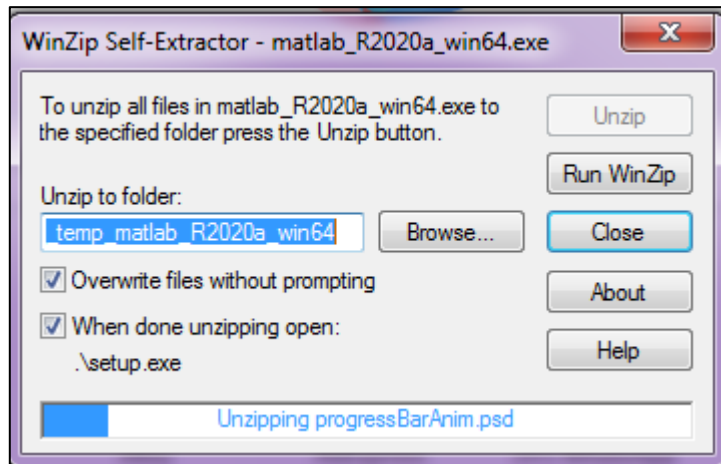 WinZip Self-Extractor - matlab_R2020a_win64.exe
To unzip all files in matlab_R2020a_win64.exe to
the specified folder press the Unzip button.
Unzip
Run WinZip
Unzip to folder:
_temp_matlab_R2020a_win64
Browse...
Close
Overwrite files without prompting
About
When done unzipping open:
.\setup.exe
Help
Unzipping progressBarAnim.psd